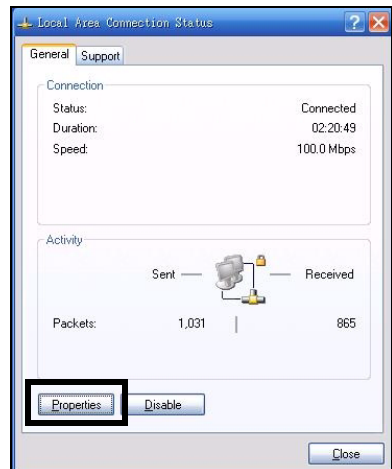 Local Area Connection Status
General Support
Connection
Status: Connected
Duration: 02:20:49
Speed: 100.0 Mbps
Activity
Sent Received
Packets: 1,031 865
Properties Disable
Close